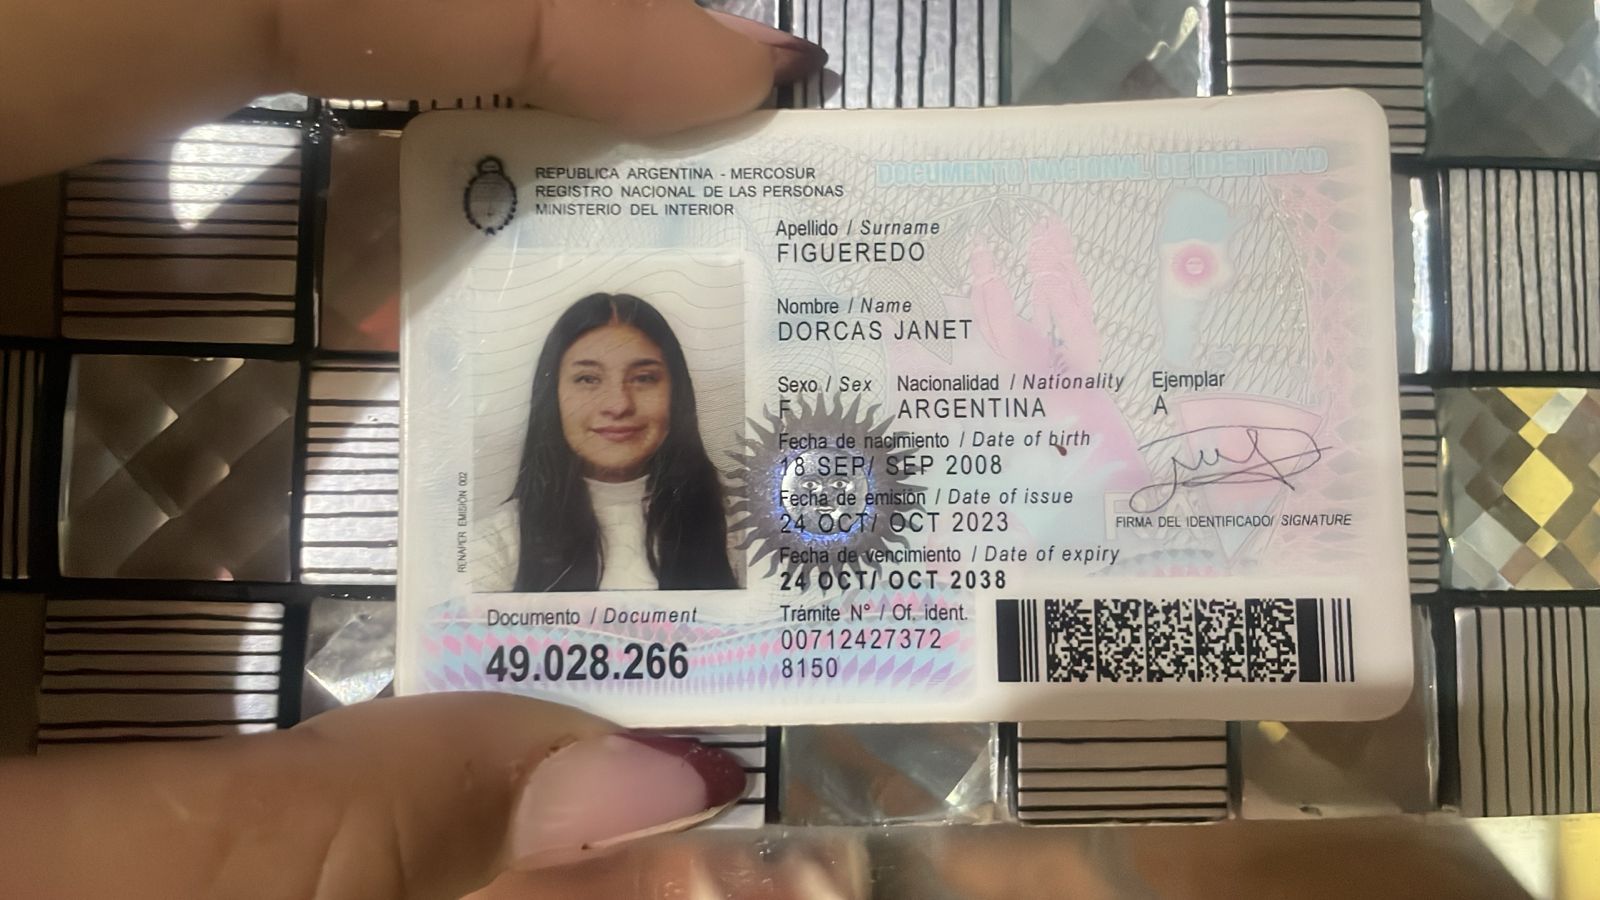 REPUBLICA ARGENTINA - MERCOSUR
REGISTRO NACIONAL DE LAS PERSONAS
MINISTERIO DEL INTERIOR
DOCUMENTO NACIONAL DE IDENTIDAD
Apellido / Surname
FIGUEREDO
Nombre / Name
DORCAS JANET
Sexo / Sex Nacionalidad / Nationality Ejemplar
F ARGENTINA A
Fecha de nacimiento / Date of birth
18 SEP/ SEP 2008
Fecha de emisión / Date of issue
24 OCT/ OCT 2023
FIRMA DEL IDENTIFICADO/ SIGNATURE
Fecha de vencimiento / Date of expiry
24 OCT/ OCT 2038
RENAPER EMISIÓN 002
Documento / Document
49.028.266
Trámite N° / Of. ident.
00712427372
8150